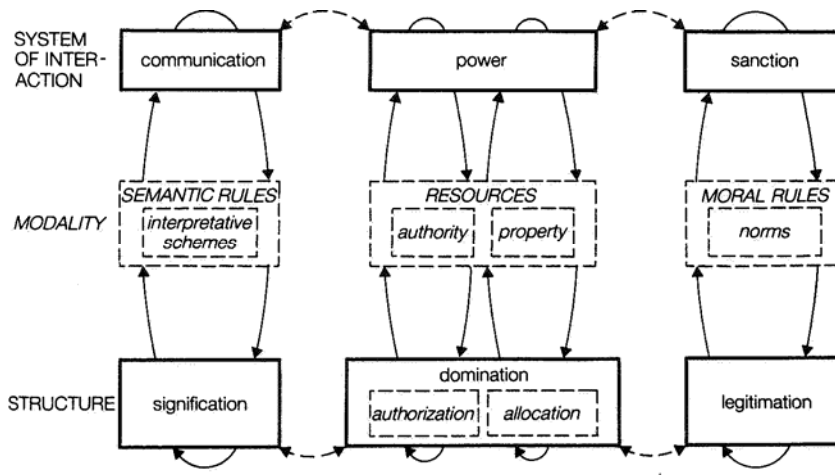 SYSTEM
OF INTER-
ACTION
communication
power
sanction
MODALITY
SEMANTIC RULES
interpretative
schemes
RESOURCES
authority
property
MORAL RULES
norms
STRUCTURE
signification
domination
authorization
allocation
legitimation